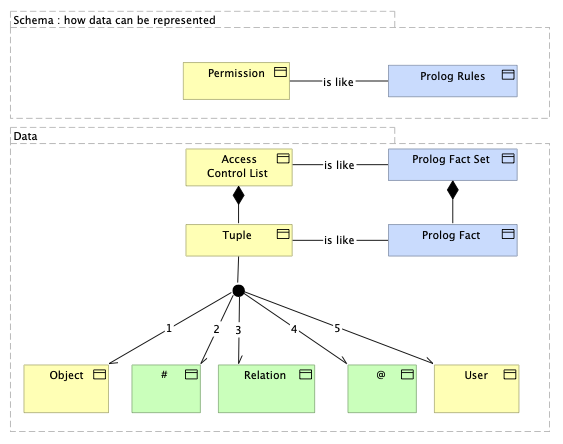 Schema : how data can be represented
Permission
is like
Prolog Rules
Data
Access
Control List
is like
Prolog Fact Set
Tuple
is like
Prolog Fact
1
2
3
4
5
Object
#
Relation
@
User